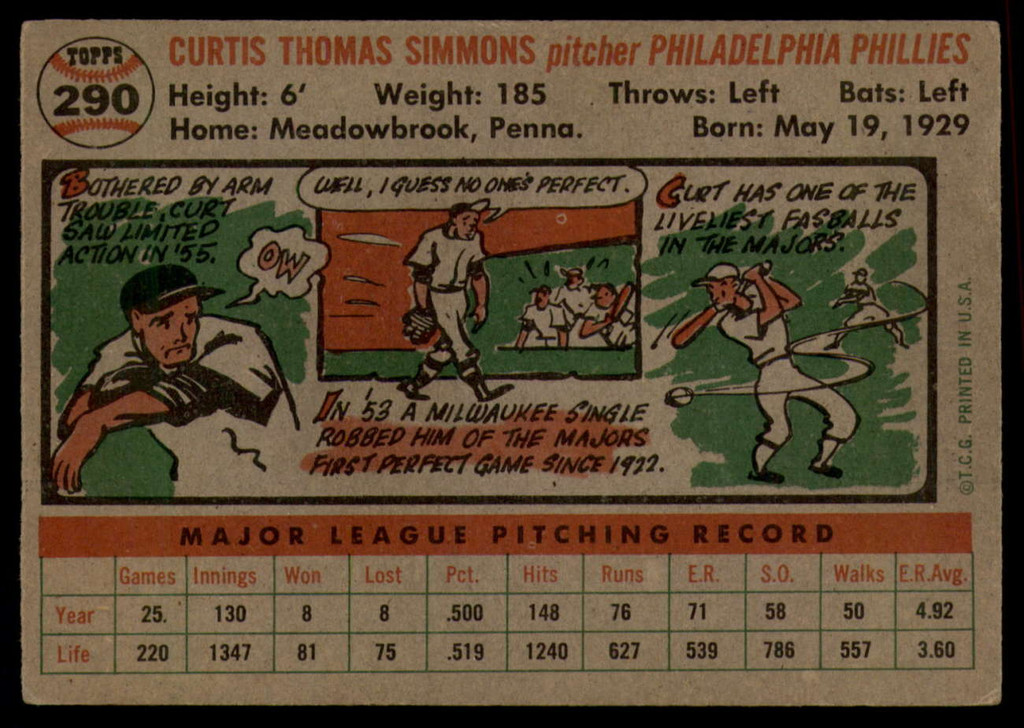 TOPPS
290
CURTIS THOMAS SIMMONS pitcher PHILADELPHIA PHILLIES
Height: 6' Weight: 185 Throws: Left Bats: Left
Home: Meadowbrook, Penna. Born: May 19, 1929
BOTHERED BY ARM
TROUBLE, CURT
SAW LIMITED
ACTION IN '55.
OW
WELL, I GUESS NO ONE'S PERFECT.
IN '53 A MILWAUKEE SINGLE
ROBBED HIM OF THE MAJORS
FIRST PERFECT GAME SINCE 1922.
CURT HAS ONE OF THE
LIVELIEST FASBALLS
IN THE MAJORS.
©T.C.G. PRINTED IN U.S.A.
MAJOR LEAGUE PITCHING RECORD
Games Innings Won Lost Pct. Hits Runs E.R. S.O. Walks E.R.Avg.
Year 25. 130 8 8 .500 148 76 71 58 50 4.92
Life 220 1347 81 75 .519 1240 627 539 786 557 3.60